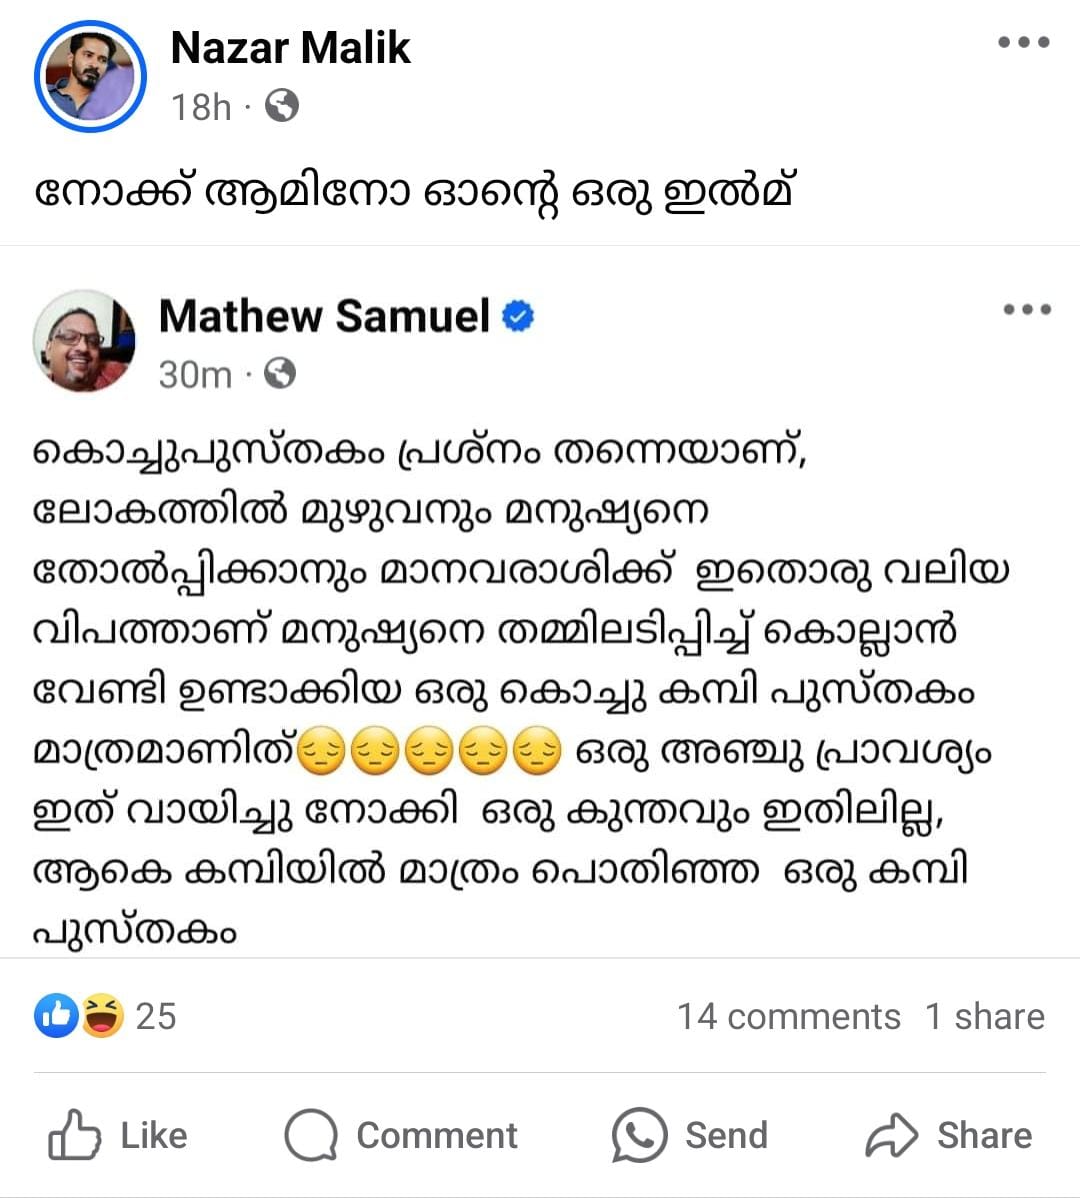 Nazar Malik
18h ·
നോക്ക് ആമിനോ ഓന്റെ ഒരു ഇൽമ്
Mathew Samuel
30m ·
കൊച്ചുപുസ്തകം പ്രശ്നം തന്നെയാണ്,
ലോകത്തിൽ മുഴുവനും മനുഷ്യനെ
തോൽപ്പിക്കാനും മാനവരാശിക്ക് ഇതൊരു വലിയ
വിപത്താണ് മനുഷ്യനെ തമ്മിലടിപ്പിച്ച് കൊല്ലാൻ
വേണ്ടി ഉണ്ടാക്കിയ ഒരു കൊച്ചു കമ്പി പുസ്തകം
മാത്രമാണിത്😔😔😔😔😔 ഒരു അഞ്ചു പ്രാവശ്യം
ഇത് വായിച്ചു നോക്കി ഒരു കുന്തവും ഇതിലില്ല,
ആകെ കമ്പിയിൽ മാത്രം പൊതിഞ്ഞ ഒരു കമ്പി
പുസ്തകം
25
14 comments 1 share
Like Comment Send Share